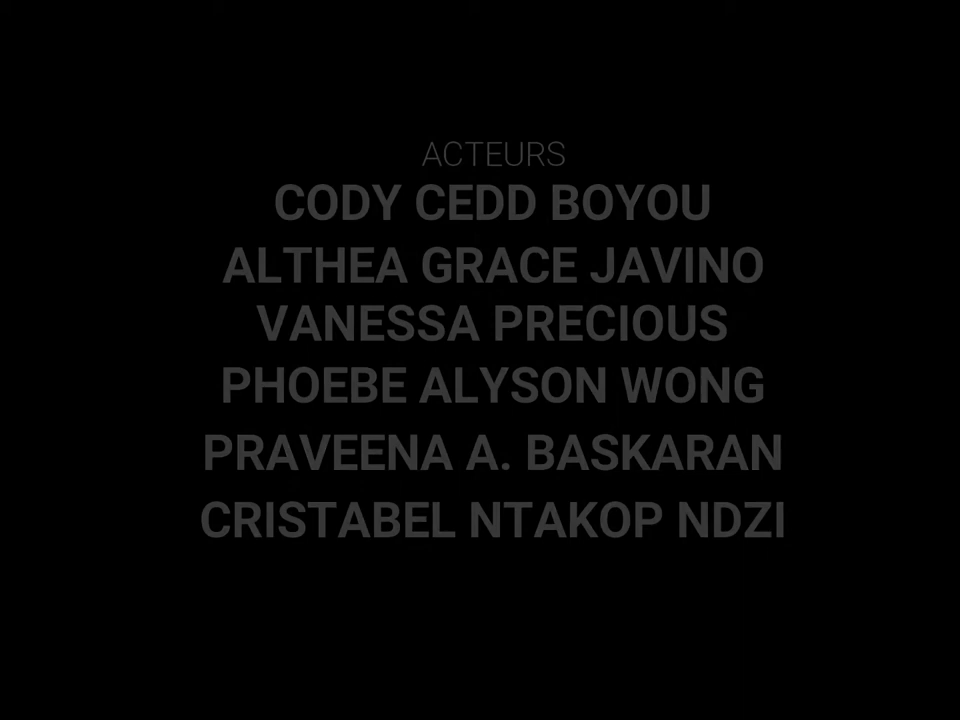 ACTEURS
CODY CEDD BOYOU
ALTHEA GRACE JAVINO
VANESSA PRECIOUS
PHOEBE ALYSON WONG
PRAVEENA A. BASKARAN
CRISTABEL NTAKOP NDZI